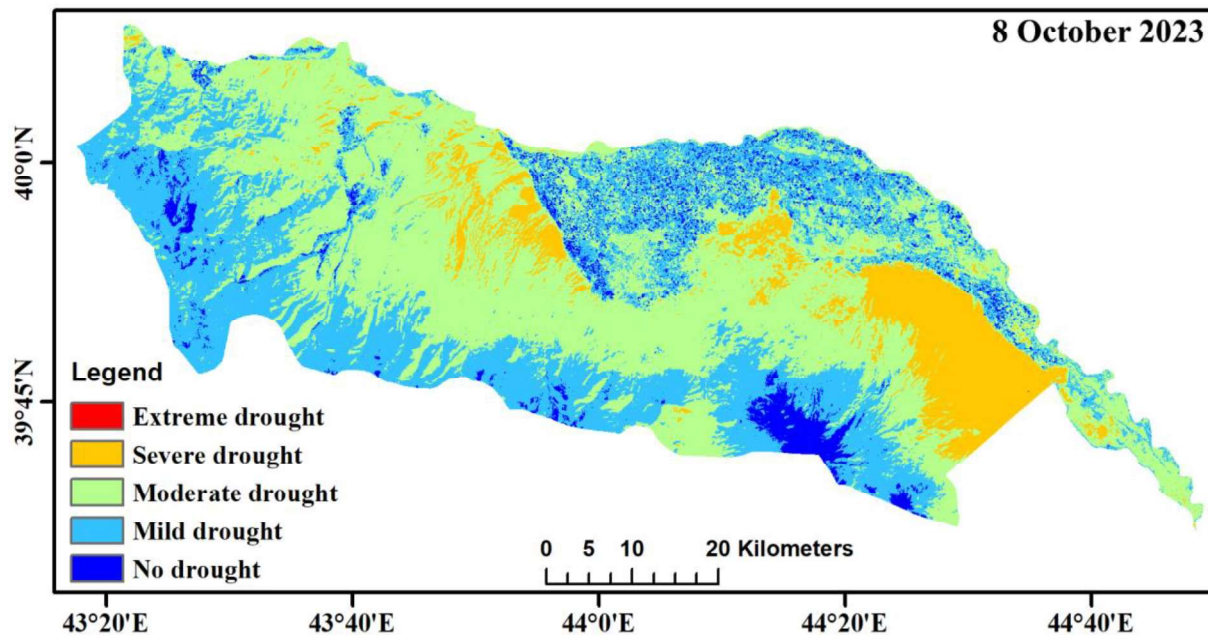 8 October 2023
40°0'N
39°45'N
Legend
Extreme drought
Severe drought
Moderate drought
Mild drought
No drought
0 5 10 20 Kilometers
43°20'E 43°40'E 44°0'E 44°20'E 44°40'E